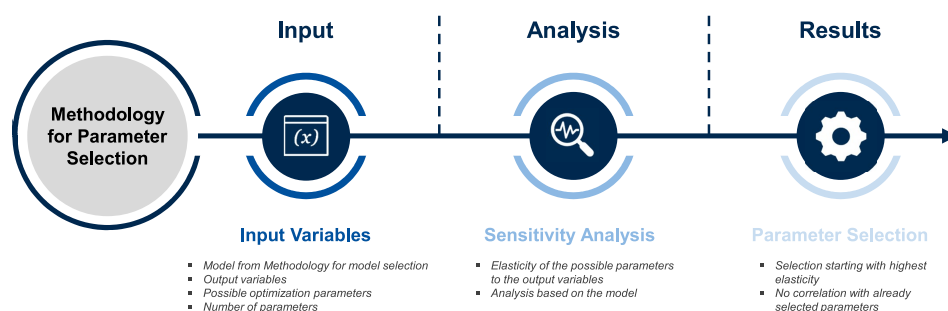 Input
Analysis
Results
Methodology
for Parameter
Selection
(x)
Input Variables
▪ Model from Methodology for model selection
▪ Output variables
▪ Possible optimization parameters
▪ Number of parameters
Sensitivity Analysis
▪ Elasticity of the possible parameters
to the output variables
▪ Analysis based on the model
Parameter Selection
▪ Selection starting with highest
elasticity
▪ No correlation with already
selected parameters